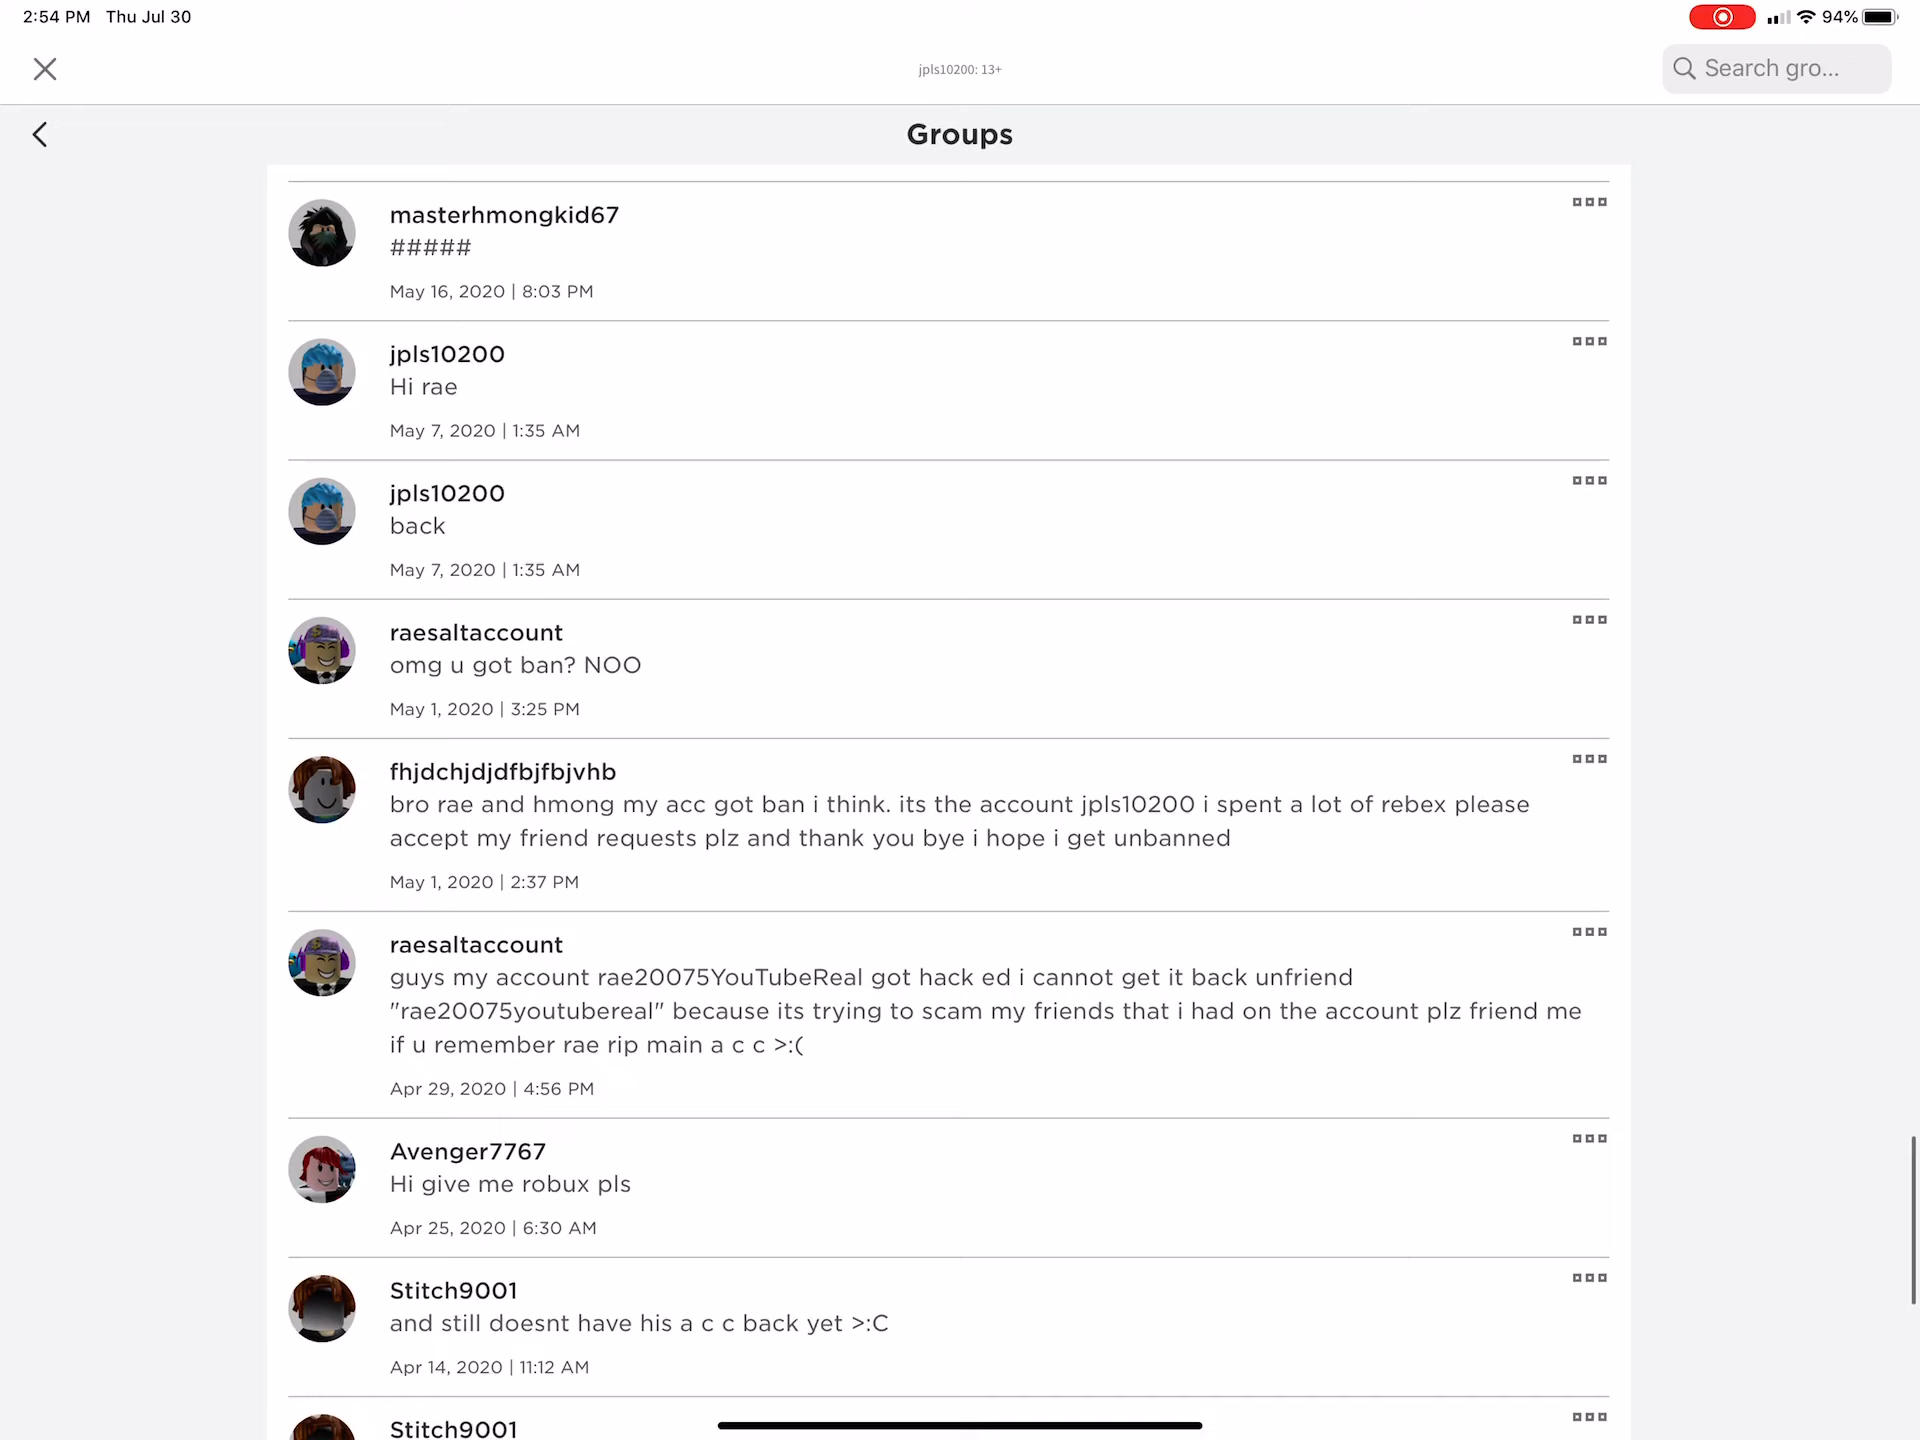 2:54 PM Thu Jul 30
94%
jpls10200: 13+
Search gro...
Groups
masterhmongkid67
#####
May 16, 2020 | 8:03 PM
jpls10200
Hi rae
May 7, 2020 | 1:35 AM
jpls10200
back
May 7, 2020 | 1:35 AM
raesaltaccount
omg u got ban? NOO
May 1, 2020 | 3:25 PM
fhjdchjdjdfbjfbjvhb
bro rae and hmong my acc got ban i think. its the account jpls10200 i spent a lot of rebex please
accept my friend requests plz and thank you bye i hope i get unbanned
May 1, 2020 | 2:37 PM
raesaltaccount
guys my account rae20075YouTubeReal got hack ed i cannot get it back unfriend
"rae20075youtubereal" because its trying to scam my friends that i had on the account plz friend me
if u remember rae rip main a c c >:(
Apr 29, 2020 | 4:56 PM
Avenger7767
Hi give me robux pls
Apr 25, 2020 | 6:30 AM
Stitch9001
and still doesnt have his a c c back yet >:C
Apr 14, 2020 | 11:12 AM
Stitch9001